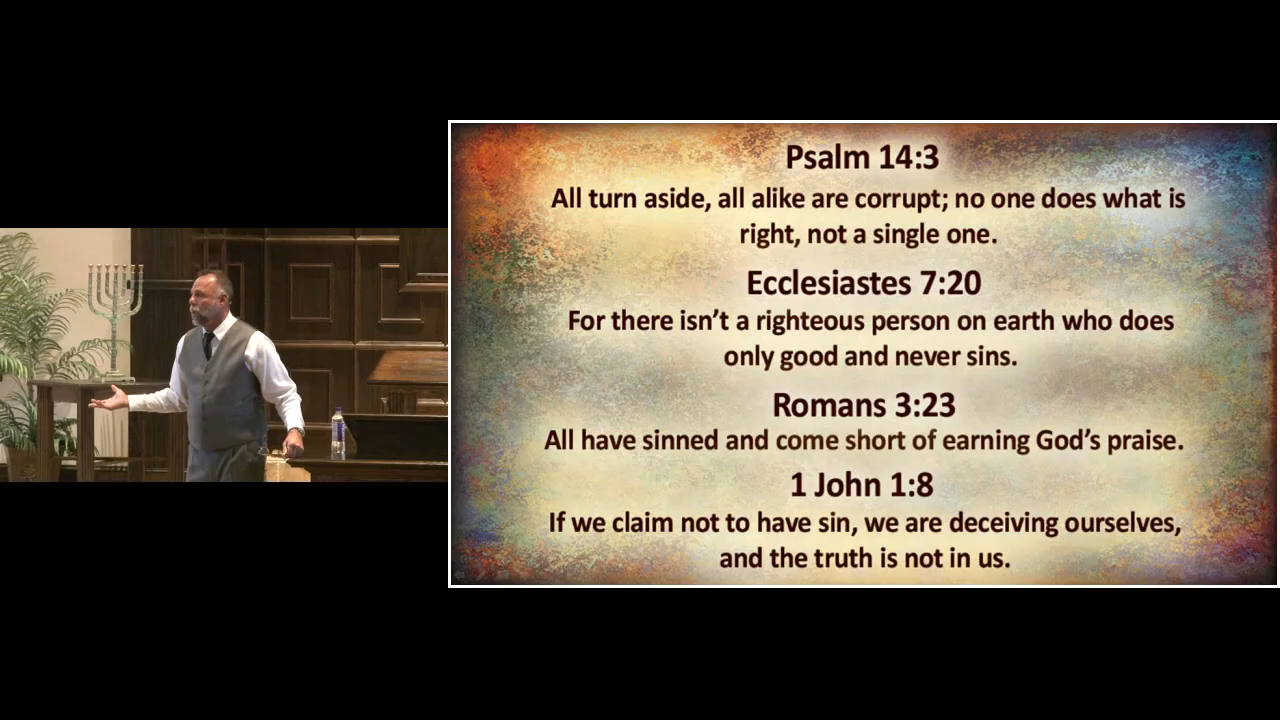 Psalm 14:3
All turn aside, all alike are corrupt; no one does what is
right, not a single one.
Ecclesiastes 7:20
For there isn’t a righteous person on earth who does
only good and never sins.
Romans 3:23
All have sinned and come short of earning God’s praise.
1 John 1:8
If we claim not to have sin, we are deceiving ourselves,
and the truth is not in us.